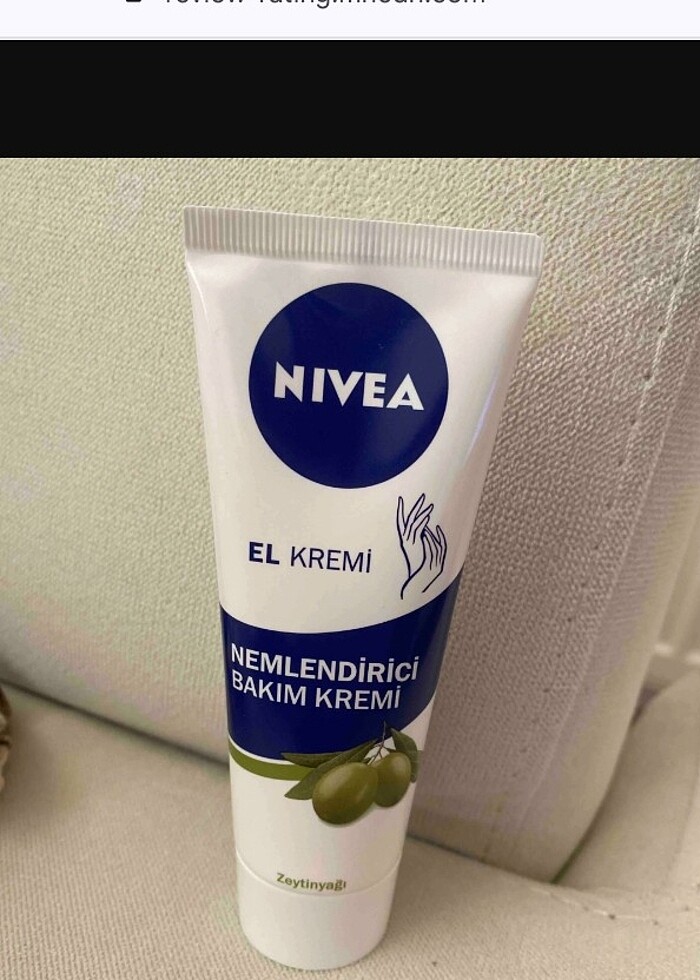 NIVEA
EL KREMİ
NEMLENDİRİCİ
BAKIM KREMİ
Zeytinyağı